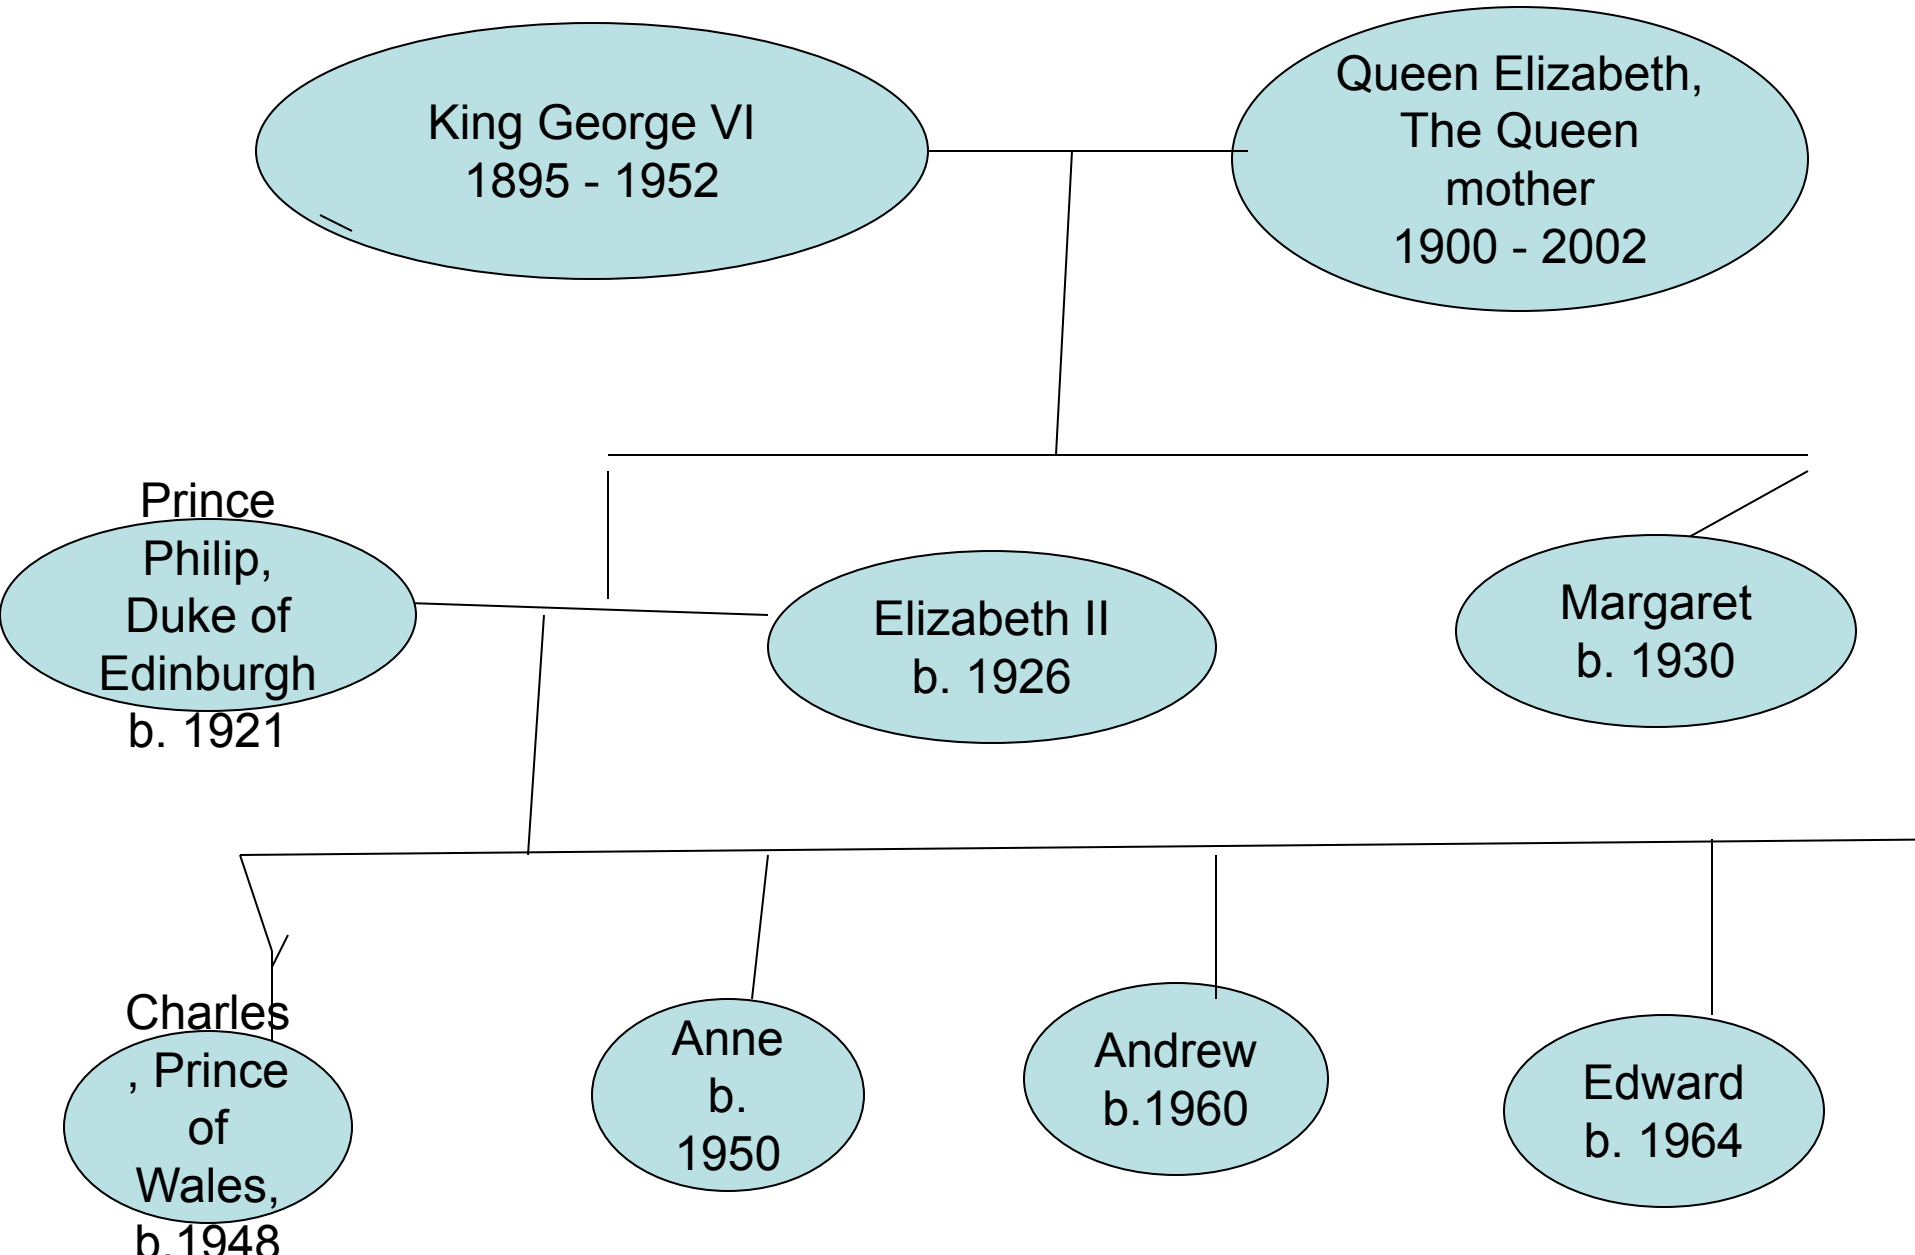 King George VI
1895 - 1952
Queen Elizabeth,
The Queen
mother
1900 - 2002
Prince
Philip,
Duke of
Edinburgh
b. 1921
Elizabeth II
b. 1926
Margaret
b. 1930
Charles
, Prince
of
Wales,
b.1948
Anne
b.
1950
Andrew
b.1960
Edward
b. 1964